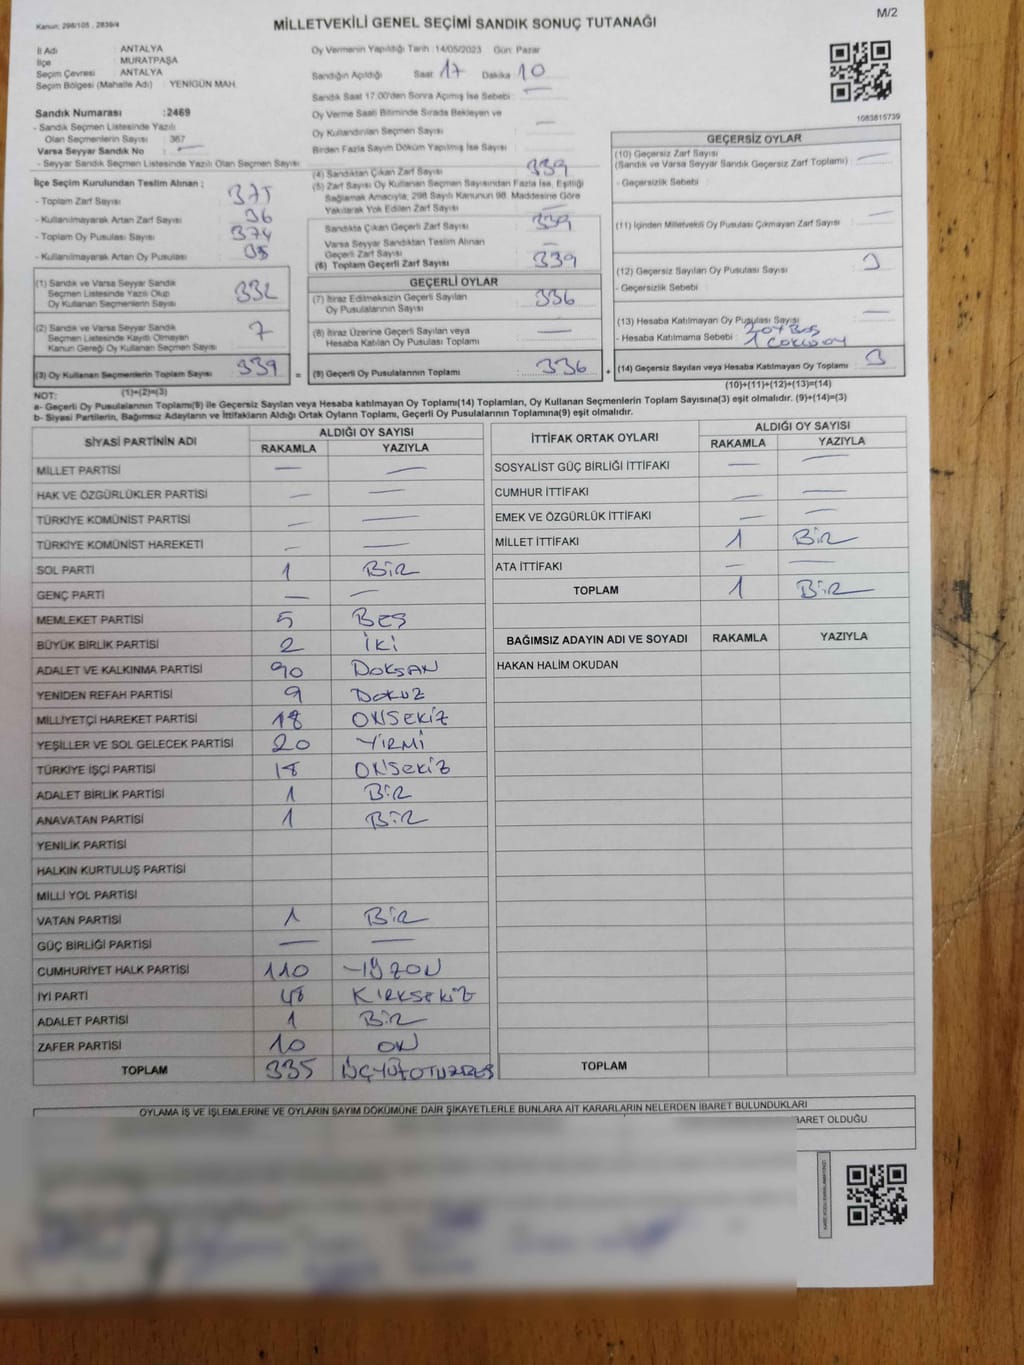 Kanun: 298/105 . 2839/4
MİLLETVEKİLİ GENEL SEÇİMİ SANDIK SONUÇ TUTANAĞI
M/2
İl Adı : ANTALYA
İlçe : MURATPAŞA
Seçim Çevresi : ANTALYA
Seçim Bölgesi (Mahalle Adı) : YENİGÜN MAH.
Sandık Numarası :2469
- Sandık Seçmen Listesinde Yazılı
Olan Seçmenlerin Sayısı : 367
Varsa Seyyar Sandık No : —
- Seyyar Sandık Seçmen Listesinde Yazılı Olan Seçmen Sayısı :
Oy Vermenin Yapıldığı Tarih :14/05/2023 Gün: Pazar
Sandığın Açıldığı Saat 17 Dakika 10
Sandık Saat 17:00'den Sonra Açımış İse Sebebi : —
Oy Verme Saati Bitiminde Sırada Bekleyen ve
Oy Kullandırılan Seçmen Sayısı : —
Birden Fazla Sayım Döküm Yapılmış İse Sayısı :
1083615739
İlçe Seçim Kurulundan Teslim Alınan ;
- Toplam Zarf Sayısı : 375
- Kullanılmayarak Artan Zarf Sayısı : 36
- Toplam Oy Pusulası Sayısı : 374
- Kullanılmayarak Artan Oy Pusulası
(1) Sandık ve Varsa Seyyar Sandık
Seçmen Listesinde Yazılı Olup
Oy Kullanan Seçmenlerin Sayısı : 332
(2) Sandık ve Varsa Seyyar Sandık
Seçmen Listesinde Kayıtlı Olmayan
Kanun Gereği Oy Kullanan Seçmen Sayısı : 7
(3) Oy Kullanan Seçmenlerin Toplam Sayısı : 339
(1)+(2)=(3)
(4) Sandıktan Çıkan Zarf Sayısı : 339
(5) Zarf Sayısı Oy Kullanan Seçmen Sayısından Fazla İse, Eşitliği
Sağlamak Amacıyla, 298 Sayılı Kanunun 98. Maddesine Göre
Yakılarak Yok Edilen Zarf Sayısı : —
Sandıkta Çıkan Geçerli Zarf Sayısı : 339
Varsa Seyyar Sandıktan Teslim Alınan
Geçerli Zarf Sayısı : —
(6) Toplam Geçerli Zarf Sayısı : 339
GEÇERLİ OYLAR
(7) İtiraz Edilmeksizin Geçerli Sayılan
Oy Pusulalarının Sayısı : 336
(8) İtiraz Üzerine Geçerli Sayılan veya
Hesaba Katılan Oy Pusulası Toplamı : —
= (9) Geçerli Oy Pusulalarının Toplamı : 336
GEÇERSİZ OYLAR
(10) Geçersiz Zarf Sayısı
(Sandık ve Varsa Seyyar Sandık Geçersiz Zarf Toplamı) : —
- Geçersizlik Sebebi :
(11) İçinden Milletvekili Oy Pusulası Çıkmayan Zarf Sayısı : —
(12) Geçersiz Sayılan Oy Pusulası Sayısı : 3
- Geçersizlik Sebebi :
(13) Hesaba Katılmayan Oy Pusulası Sayısı : —
- Hesaba Katılmama Sebebi : 2 oy Boş
1 Çoklu oy
+ (14) Geçersiz Sayılan veya Hesaba Katılmayan Oy Toplamı : 3
(10)+(11)+(12)+(13)=(14)
NOT:
a- Geçerli Oy Pusulalarının Toplamı(9) ile Geçersiz Sayılan veya Hesaba katılmayan Oy Toplamı(14) Toplamları, Oy Kullanan Seçmenlerin Toplam Sayısına(3) eşit olmalıdır. (9)+(14)=(3)
b- Siyasi Partilerin, Bağımsız Adayların ve İttifakların Aldığı Ortak Oyların Toplamı, Geçerli Oy Pusulalarının Toplamına(9) eşit olmalıdır.
SİYASİ PARTİNİN ADI ALDIĞI OY SAYISI
RAKAMLA YAZIYLA
MİLLET PARTİSİ — —
HAK VE ÖZGÜRLÜKLER PARTİSİ — —
TÜRKİYE KOMÜNİST PARTİSİ — —
TÜRKİYE KOMÜNİST HAREKETİ — —
SOL PARTİ 1 BİR
GENÇ PARTİ — —
MEMLEKET PARTİSİ 5 BEŞ
BÜYÜK BİRLİK PARTİSİ 2 İKİ
ADALET VE KALKINMA PARTİSİ 90 DOKSAN
YENİDEN REFAH PARTİSİ 9 DOKUZ
MİLLİYETÇİ HAREKET PARTİSİ 18 ONSEKİZ
YEŞİLLER VE SOL GELECEK PARTİSİ 20 YİRMİ
TÜRKİYE İŞÇİ PARTİSİ 18 ONSEKİZ
ADALET BİRLİK PARTİSİ 1 BİR
ANAVATAN PARTİSİ 1 BİR
YENİLİK PARTİSİ
HALKIN KURTULUŞ PARTİSİ
MİLLİ YOL PARTİSİ
VATAN PARTİSİ 1 BİR
GÜÇ BİRLİĞİ PARTİSİ — —
CUMHURİYET HALK PARTİSİ 110 YÜZON
İYİ PARTİ 48 KIRKSEKİZ
ADALET PARTİSİ 1 BİR
ZAFER PARTİSİ 10 ON
TOPLAM 335 ÜÇYÜZOTUZBEŞ
İTTİFAK ORTAK OYLARI ALDIĞI OY SAYISI
RAKAMLA YAZIYLA
SOSYALİST GÜÇ BİRLİĞİ İTTİFAKI — —
CUMHUR İTTİFAKI — —
EMEK VE ÖZGÜRLÜK İTTİFAKI — —
MİLLET İTTİFAKI 1 BİR
ATA İTTİFAKI — —
TOPLAM 1 BİR
BAĞIMSIZ ADAYIN ADI VE SOYADI RAKAMLA YAZIYLA
HAKAN HALİM OKUDAN
TOPLAM
OYLAMA İŞ VE İŞLEMLERİNE VE OYLARIN SAYIM DÖKÜMÜNE DAİR ŞİKAYETLERLE BUNLARA AİT KARARLARIN NELERDEN İBARET BULUNDUKLARI
İBARET OLDUĞU